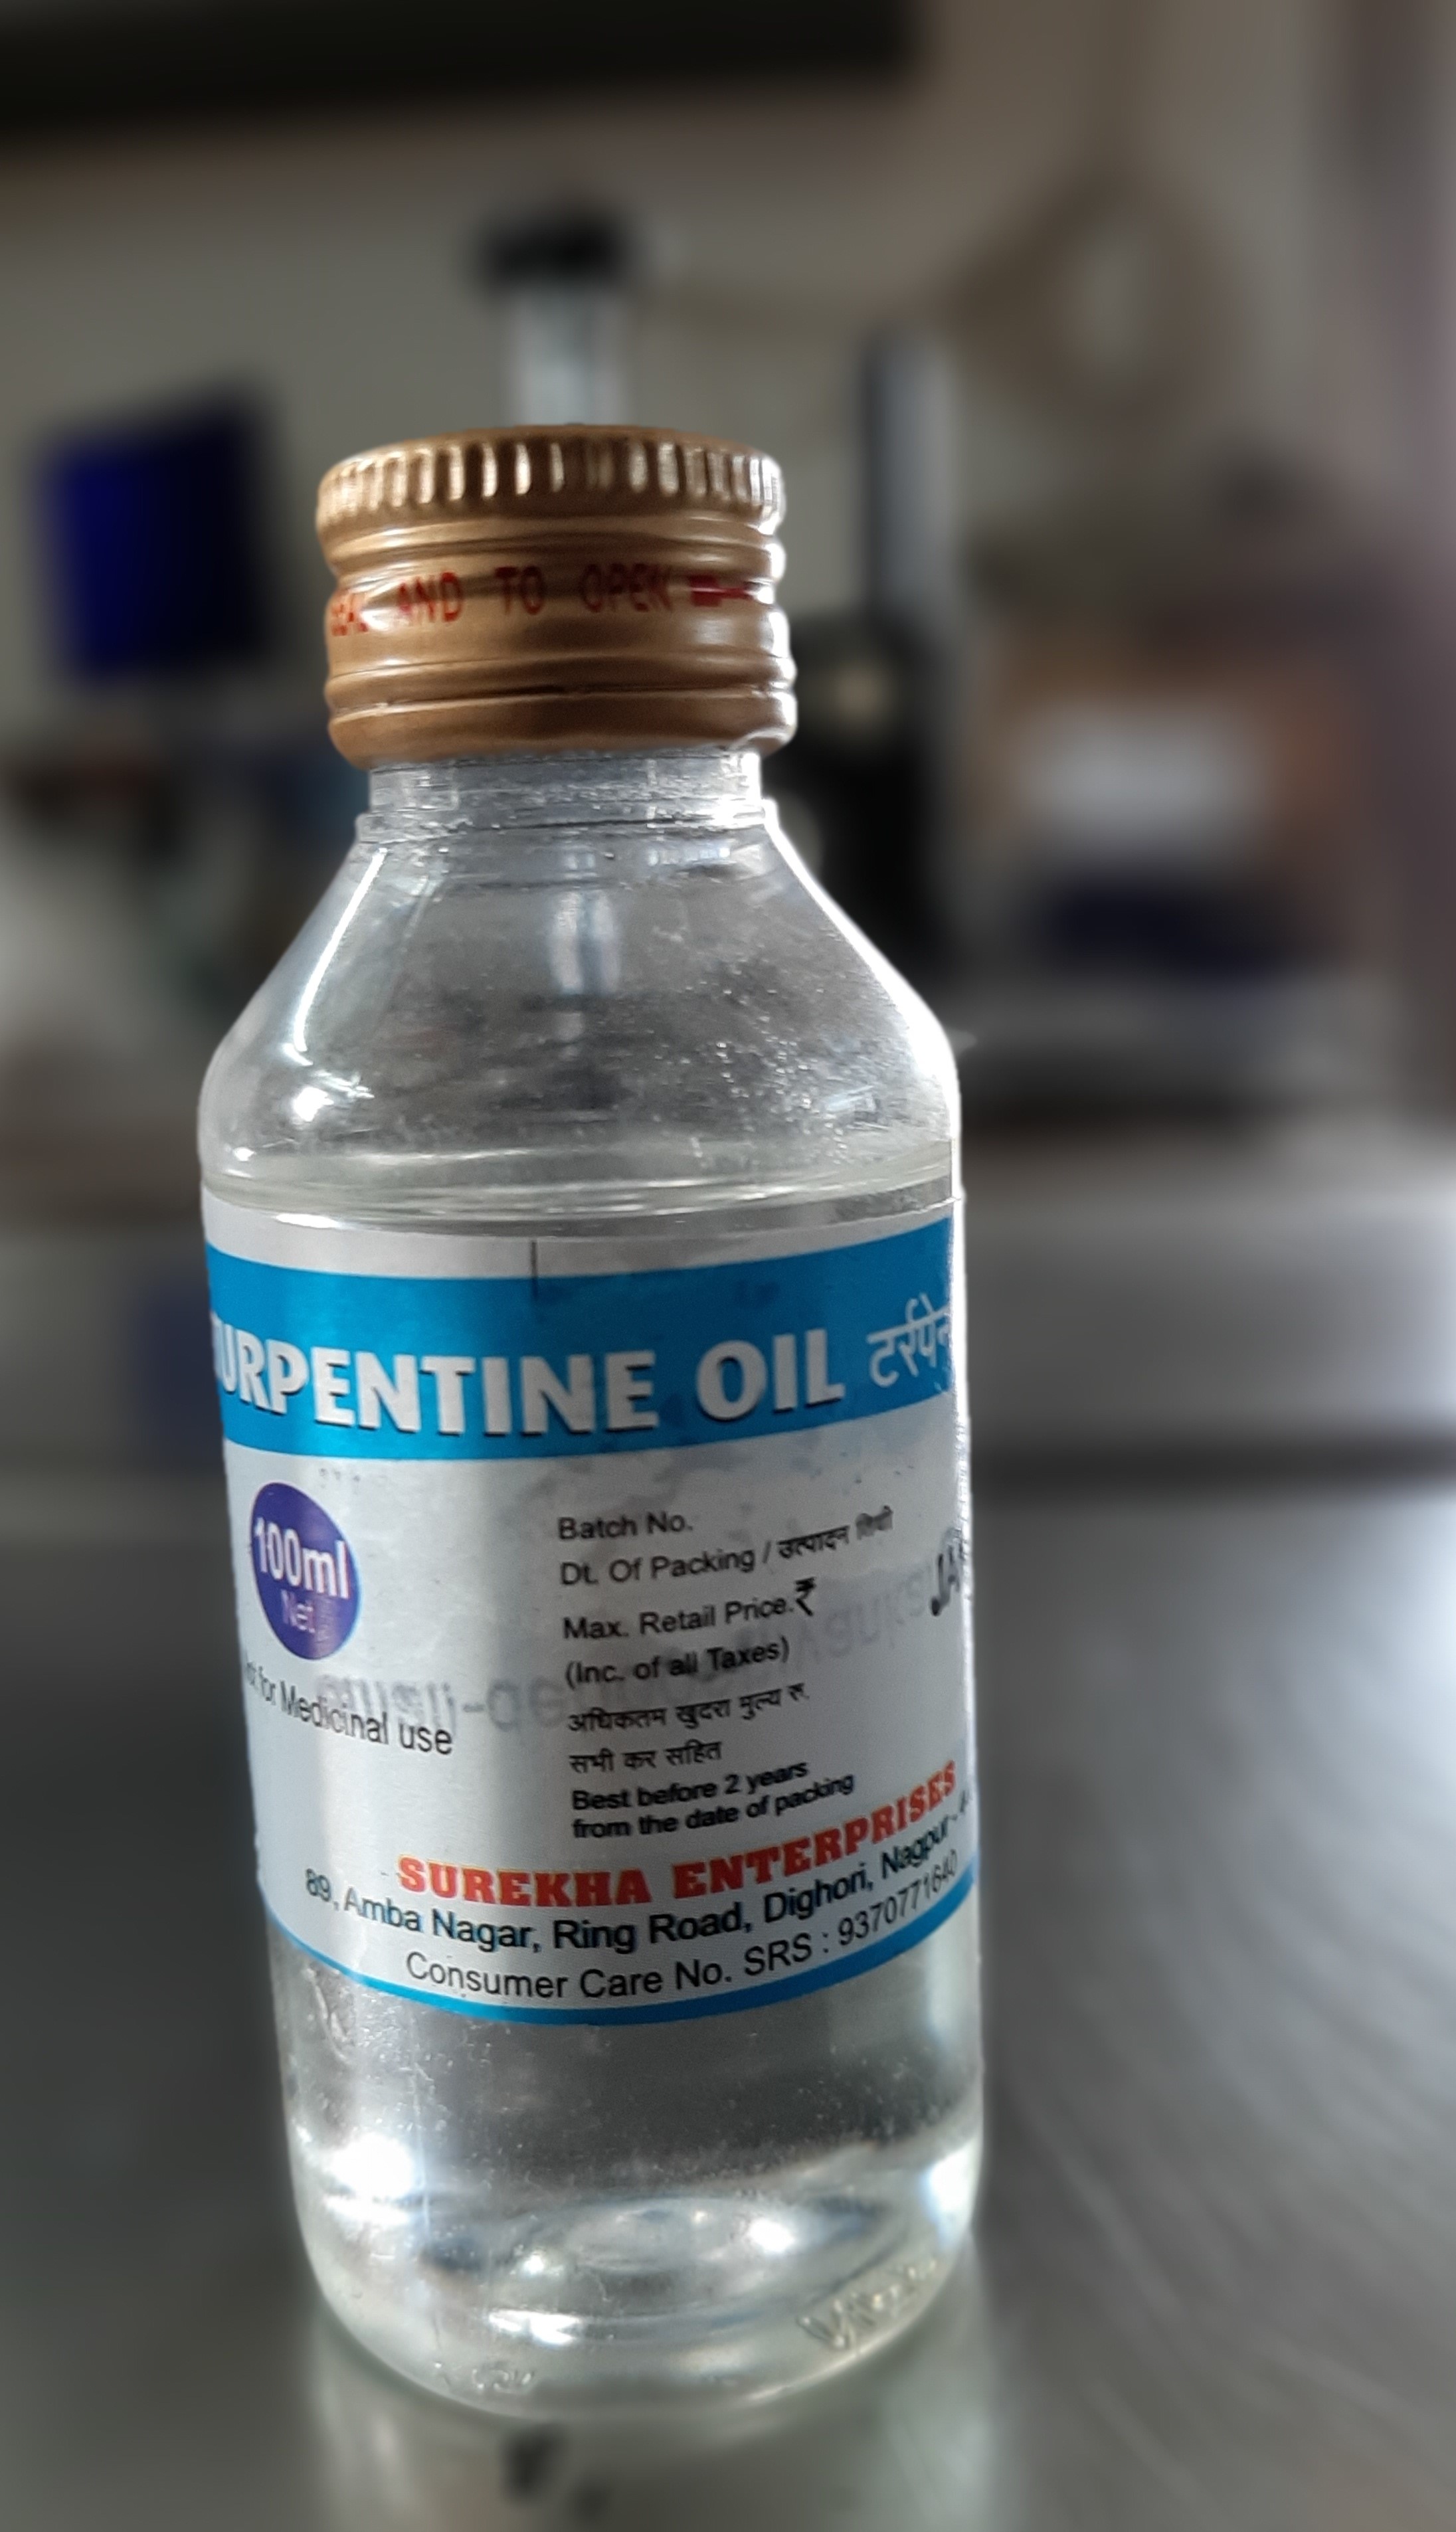 SEAL AND TO OPEN
TURPENTINE OIL
100ml
Net
for Medicinal use
Batch No.
Dt. Of Packing / उत्पादन तिथी
Max. Retail Price.₹
(Inc. of all Taxes)
अधिकतम खुदरा मुल्य रु.
सभी कर सहित
Best before 2 years
from the date of packing
SUREKHA ENTERPRISES
89, Amba Nagar, Ring Road, Dighori, Nagpur-
Consumer Care No. SRS : 9370771640